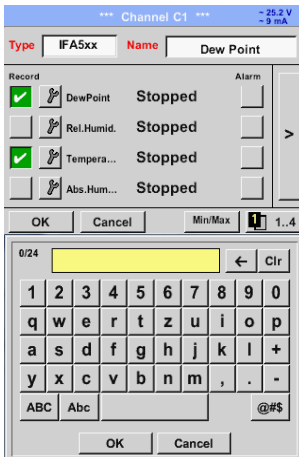 *** Channel C1 *** ~ 25.2 V
~ 9 mA
Type IFA5xx Name Dew Point
Record Alarm
DewPoint Stopped
Rel.Humid. Stopped
>
Tempera... Stopped
Abs.Hum... Stopped
OK Cancel Min/Max 1 1..4
0/24 ← Clr
1 2 3 4 5 6 7 8 9 0
q w e r t z u i o p
a s d f g h j k l +
y x c v b n m , . -
ABC Abc @#$
OK Cancel